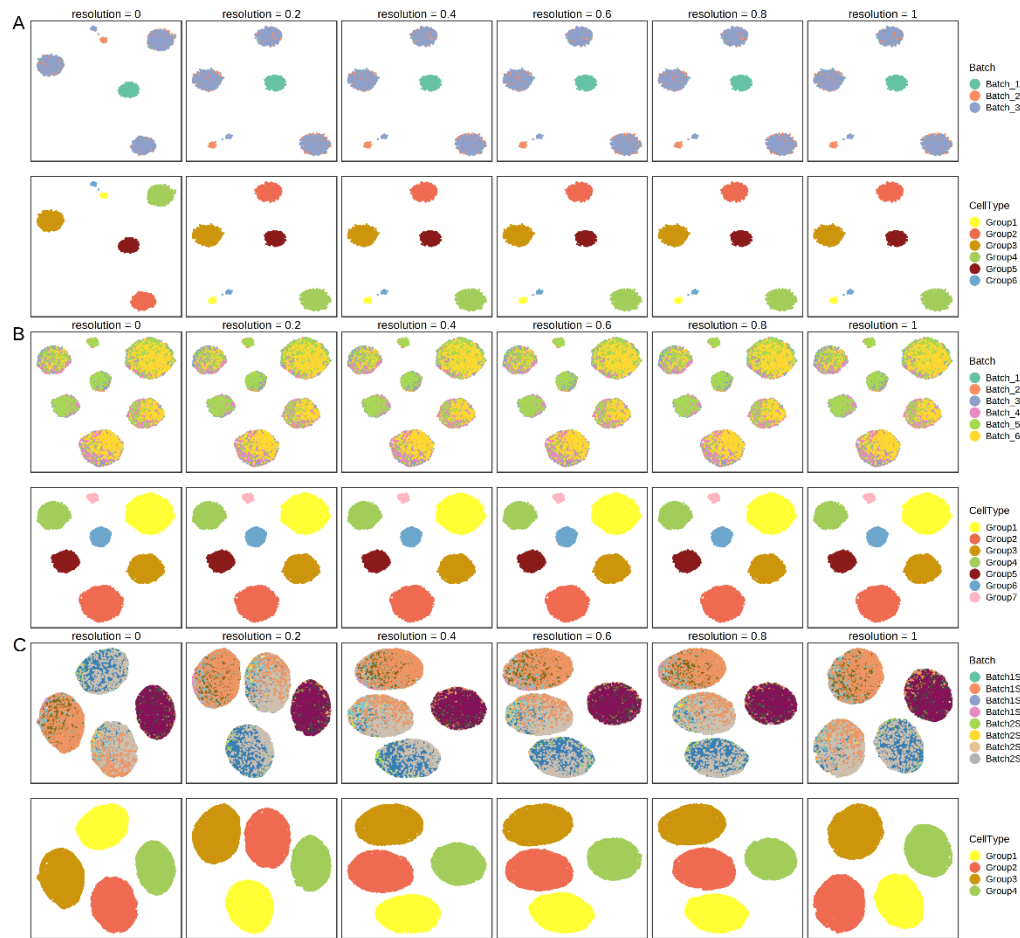 A
resolution = 0
resolution = 0.2
resolution = 0.4
resolution = 0.6
resolution = 0.8
resolution = 1
Batch
Batch_1
Batch_2
Batch_3
CellType
Group1
Group2
Group3
Group4
Group5
Group6
B
resolution = 0
resolution = 0.2
resolution = 0.4
resolution = 0.6
resolution = 0.8
resolution = 1
Batch
Batch_1
Batch_2
Batch_3
Batch_4
Batch_5
Batch_6
CellType
Group1
Group2
Group3
Group4
Group5
Group6
Group7
C
resolution = 0
resolution = 0.2
resolution = 0.4
resolution = 0.6
resolution = 0.8
resolution = 1
Batch
Batch1S
Batch1S
Batch1S
Batch1S
Batch2S
Batch2S
Batch2S
Batch2S
CellType
Group1
Group2
Group3
Group4